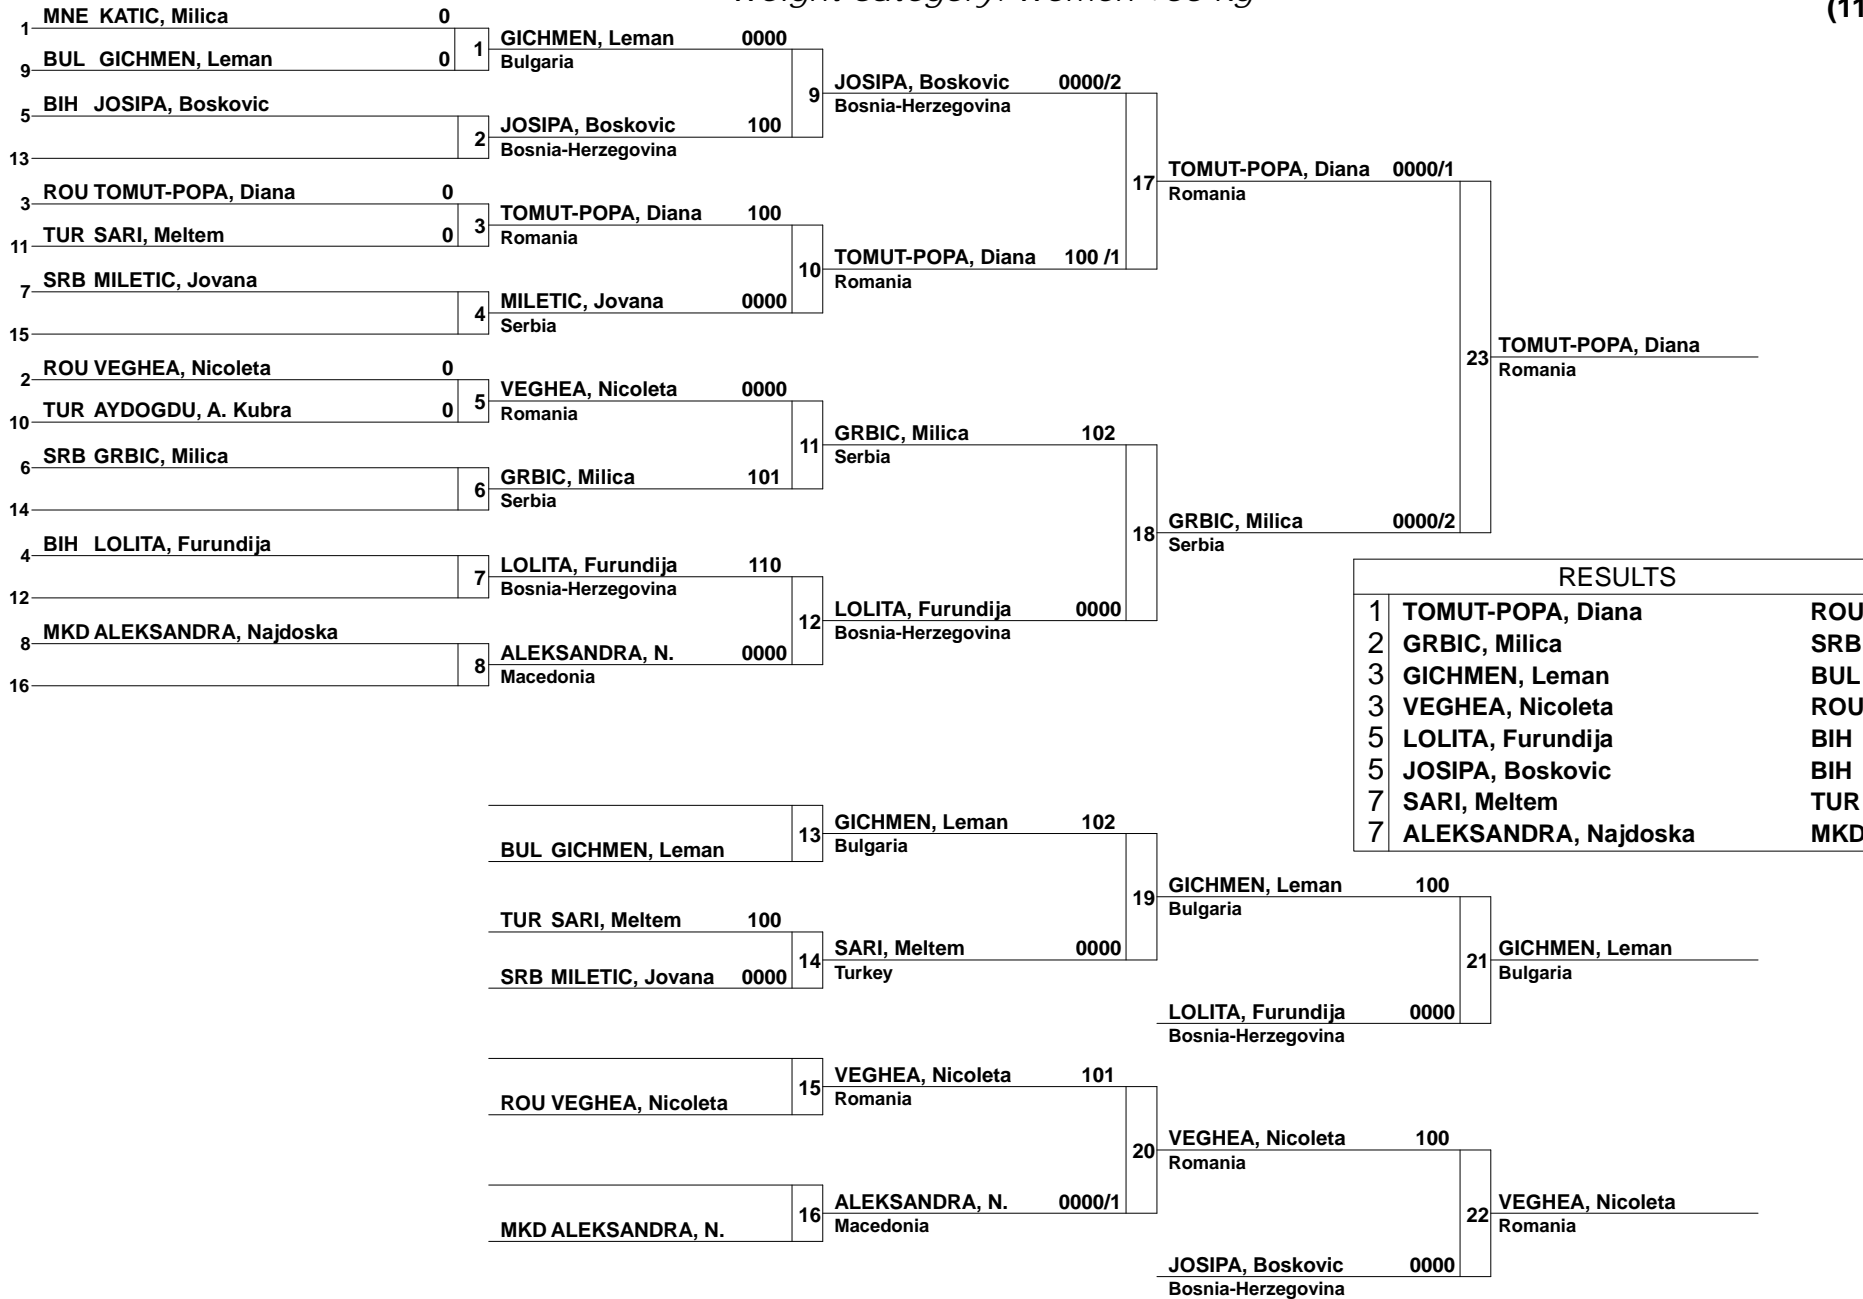 (11
1 MNE KATIC, Milica 0
9 BUL GICHMEN, Leman 0
1
5 BIH JOSIPA, Boskovic
13
2
3 ROU TOMUT-POPA, Diana 0
11 TUR SARI, Meltem 0
3
7 SRB MILETIC, Jovana
15
4
2 ROU VEGHEA, Nicoleta 0
10 TUR AYDOGDU, A. Kubra 0
5
6 SRB GRBIC, Milica
14
6
4 BIH LOLITA, Furundija
12
7
8 MKD ALEKSANDRA, Najdoska
16
8
GICHMEN, Leman 0000
Bulgaria
JOSIPA, Boskovic 100
Bosnia-Herzegovina
9
TOMUT-POPA, Diana 100
Romania
MILETIC, Jovana 0000
Serbia
10
VEGHEA, Nicoleta 0000
Romania
GRBIC, Milica 101
Serbia
11
LOLITA, Furundija 110
Bosnia-Herzegovina
ALEKSANDRA, N. 0000
Macedonia
12
JOSIPA, Boskovic 0000/2
Bosnia-Herzegovina
TOMUT-POPA, Diana 100 /1
Romania
17
GRBIC, Milica 102
Serbia
LOLITA, Furundija 0000
Bosnia-Herzegovina
18
TOMUT-POPA, Diana 0000/1
Romania
GRBIC, Milica 0000/2
Serbia
23
TOMUT-POPA, Diana
Romania
RESULTS
1 TOMUT-POPA, Diana ROU
2 GRBIC, Milica SRB
3 GICHMEN, Leman BUL
3 VEGHEA, Nicoleta ROU
5 LOLITA, Furundija BIH
5 JOSIPA, Boskovic BIH
7 SARI, Meltem TUR
7 ALEKSANDRA, Najdoska MKD
BUL GICHMEN, Leman
13
TUR SARI, Meltem 100
SRB MILETIC, Jovana 0000
14
ROU VEGHEA, Nicoleta
15
MKD ALEKSANDRA, N.
16
GICHMEN, Leman 102
Bulgaria
SARI, Meltem 0000
Turkey
19
VEGHEA, Nicoleta 101
Romania
ALEKSANDRA, N. 0000/1
Macedonia
20
GICHMEN, Leman 100
Bulgaria
LOLITA, Furundija 0000
Bosnia-Herzegovina
21
VEGHEA, Nicoleta 100
Romania
JOSIPA, Boskovic 0000
Bosnia-Herzegovina
22
GICHMEN, Leman
Bulgaria
VEGHEA, Nicoleta
Romania